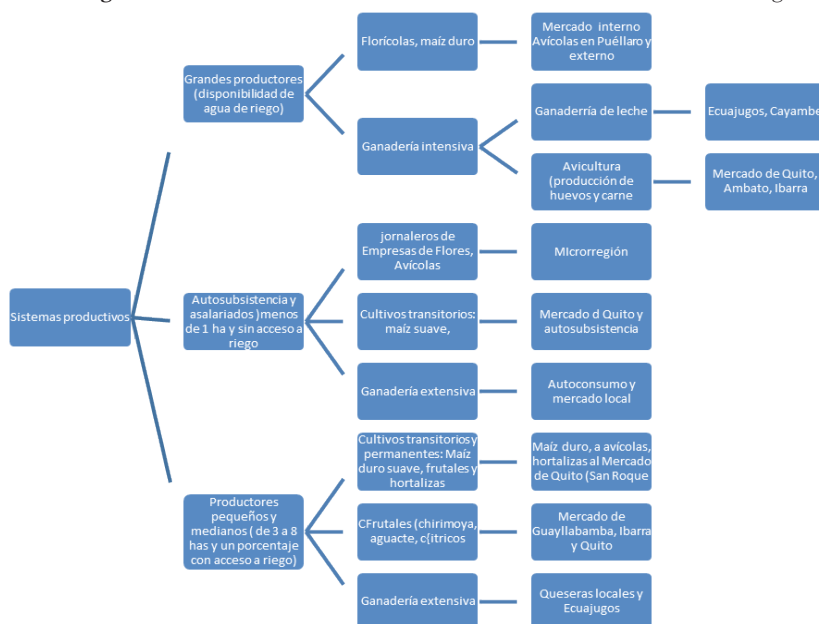 Florícolas, maíz duro
Mercado interno
Avícolas en Puéllaro y
externo
Grandes productores
(disponibilidad de
agua de riego)
Ganadería intensiva
Ganaderría de leche
Ecuajugos, Cayambe
Avicultura
(producción de
huevos y carne
Mercado de Quito,
Ambato, Ibarra
Sistemas productivos
Autosubsistencia y
asalariados )menos
de 1 ha y sin acceso a
riego
jornaleros de
Empresas de Flores,
Avícolas
MIcrorregión
Cultivos transitorios:
maíz suave,
Mercado d Quito y
autosubsistencia
Ganadería extensiva
Autoconsumo y
mercado local
Productores
pequeños y
medianos ( de 3 a 8
has y un porcentaje
con acceso a riego)
Cultivos transitorios y
permanentes: Maíz
duro suave, frutales y
hortalizas
Maíz duro, a avícolas,
hortalizas al Mercado
de Quito (San Roque
CFrutales (chirimoya,
aguacte, c{itricos
Mercado de
Guayllabamba, Ibarra
y Quito
Ganadería extensiva
Queseras locales y
Ecuajugos